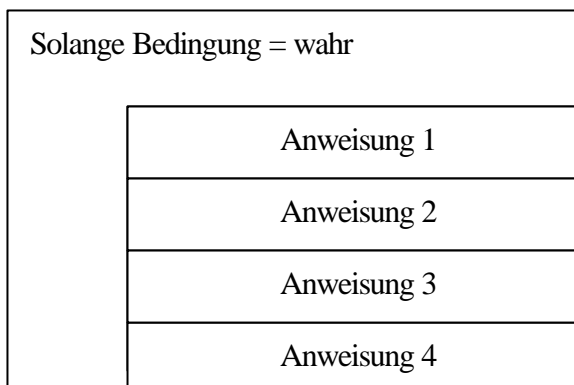 Solange Bedingung = wahr
Anweisung 1
Anweisung 2
Anweisung 3
Anweisung 4